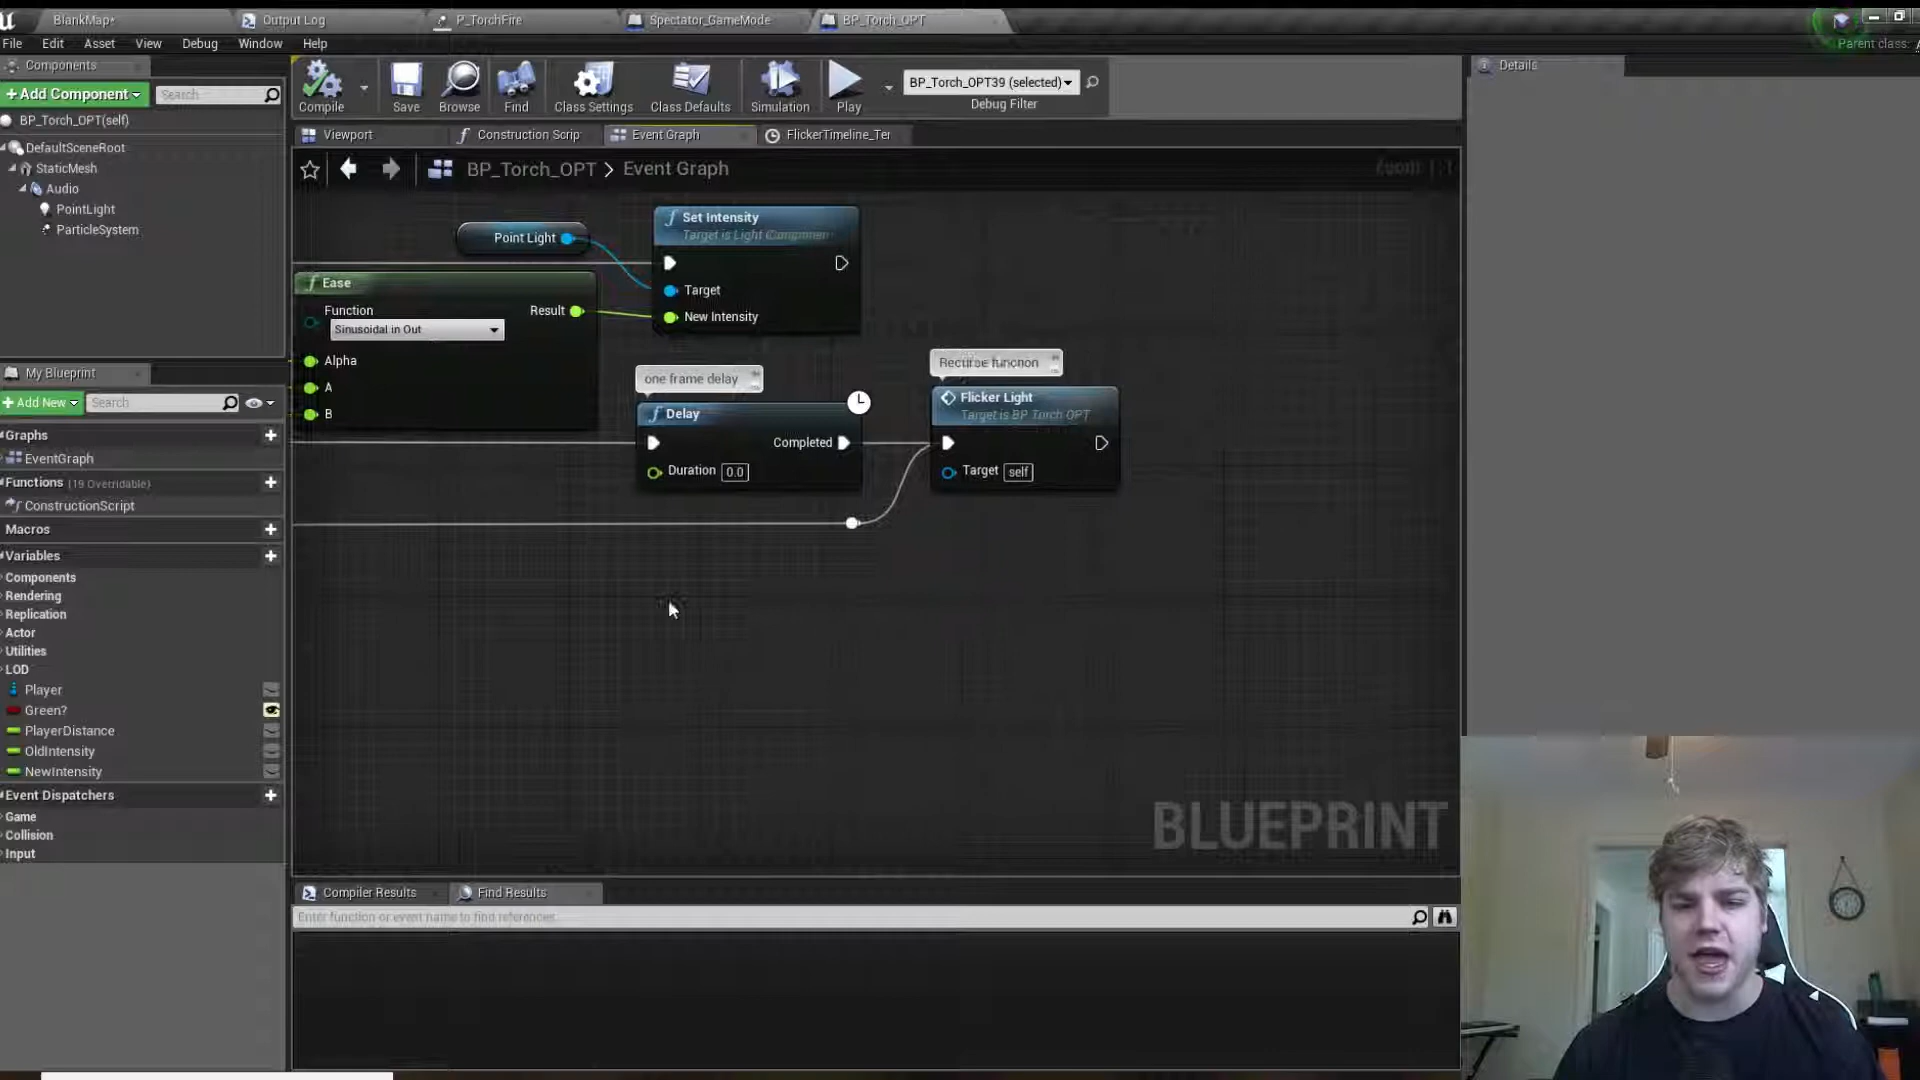 BlankMap*
Output Log
P_TorchFire
Spectator_GameMode
BP_Torch_OPT
File Edit Asset View Debug Window Help
Parent class:
Components
Details
+Add Component
Search
Compile
Save
Browse
Find
Class Settings
Class Defaults
Simulation
Play
BP_Torch_OPT39 (selected)
Debug Filter
BP_Torch_OPT(self)
DefaultSceneRoot
StaticMesh
Audio
PointLight
ParticleSystem
Viewport
Construction Scrip
Event Graph
FlickerTimeline_Ter
BP_Torch_OPT > Event Graph
Point Light
Set Intensity
Target is Light Componen
Target
New Intensity
Ease
Function
Sinusoidal in Out
Result
Alpha
A
B
one frame delay
Delay
Completed
Duration 0.0
Recurse function
Flicker Light
Target is BP Torch OPT
Target self
BLUEPRINT
My Blueprint
+Add New
Search
Graphs
EventGraph
Functions (19 Overridable)
ConstructionScript
Macros
Variables
Components
Rendering
Replication
Actor
Utilities
LOD
Player
Green?
PlayerDistance
OldIntensity
NewIntensity
Event Dispatchers
Game
Collision
Input
Compiler Results
Find Results
Enter function or event name to find references